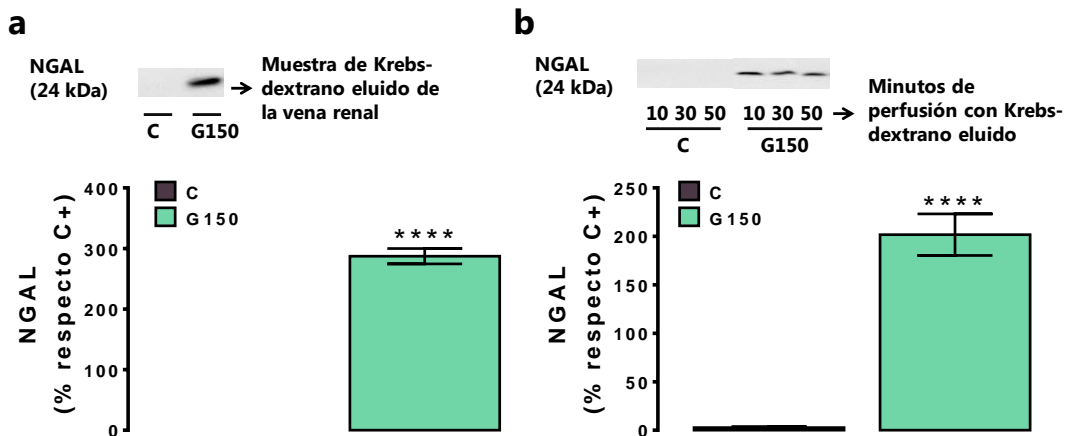 a
NGAL
(24 kDa)
C
G150
Muestra de Krebs-
dextrano eluido de
la vena renal
NGAL
(% respecto C+)
400
300
200
100
0
C
G150
****
b
NGAL
(24 kDa)
10 30 50
10 30 50
C
G150
Minutos de
perfusión con Krebs-
dextrano eluido
NGAL
(% respecto C+)
250
200
150
100
50
0
C
G150
****